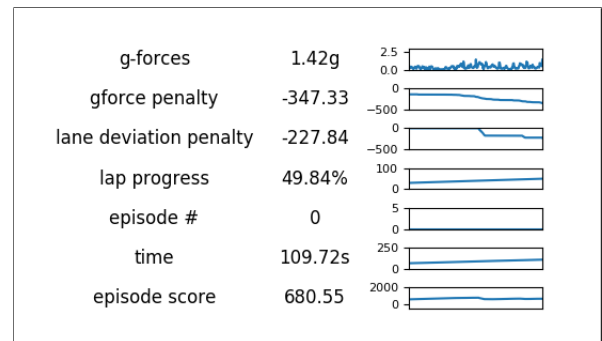 g-forces 1.42g 2.5 0.0
gforce penalty -347.33 0 −500
lane deviation penalty -227.84 0 −500
lap progress 49.84% 100 0
episode # 0 5 0
time 109.72s 250 0
episode score 680.55 2000 0